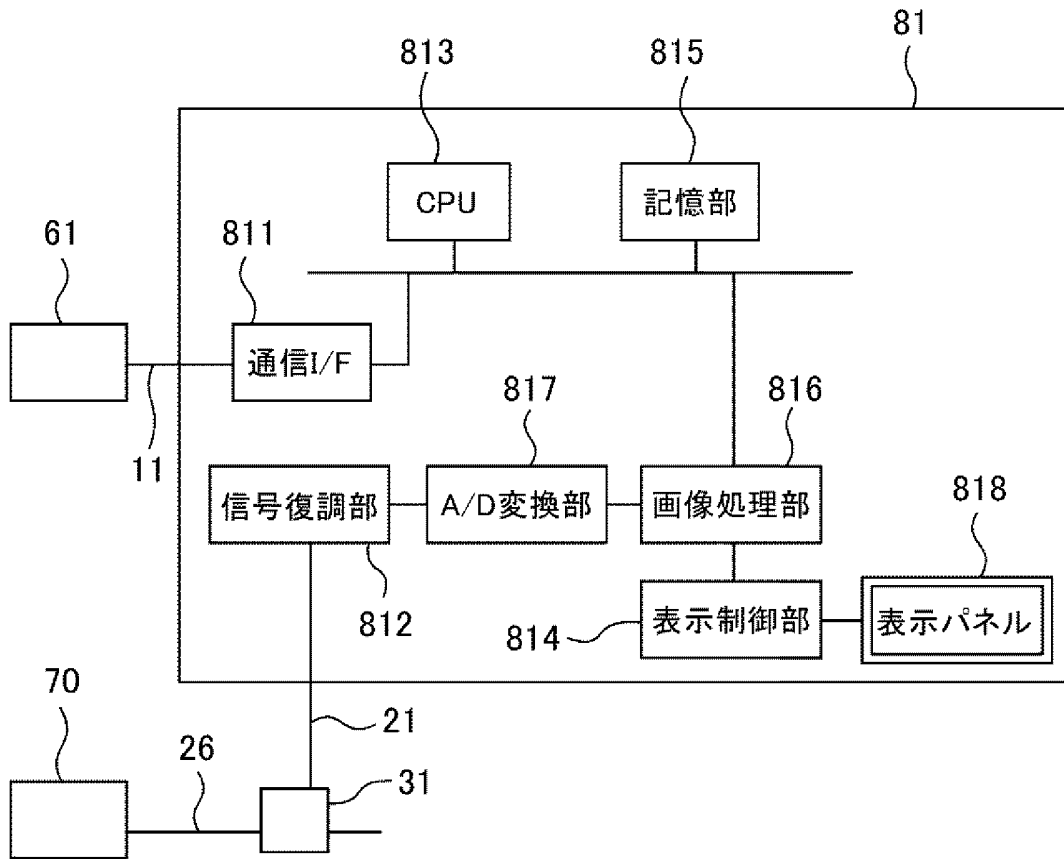 81
813
815
CPU
記憶部
61
811
通信I/F
11
817
816
信号復調部
A/D変換部
画像処理部
818
812
814
表示制御部
表示パネル
70
21
26
31